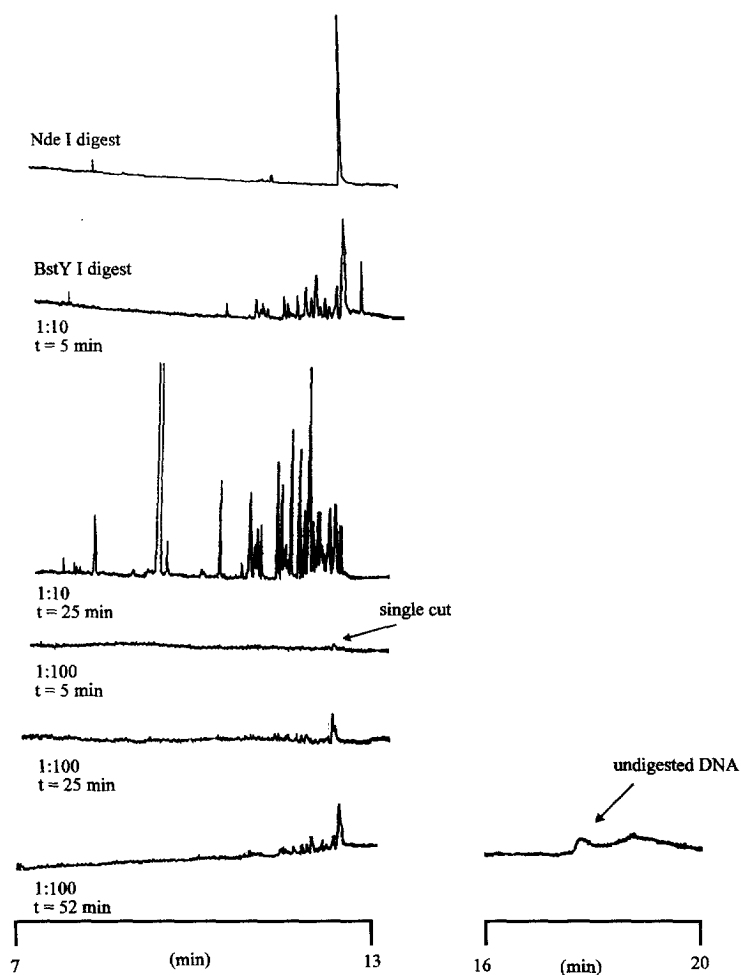 Nde I digest
BstY I digest
1:10
t = 5 min
1:10
t = 25 min
single cut
1:100
t = 5 min
1:100
t = 25 min
undigested DNA
1:100
t = 52 min
7 (min) 13
16 (min) 20